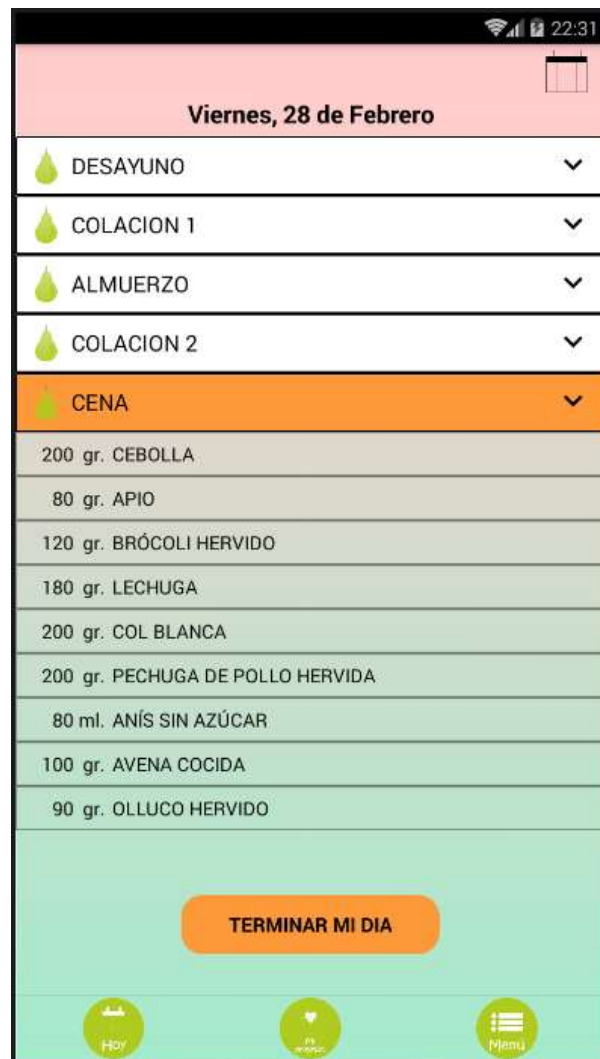 22:31
Viernes, 28 de Febrero
DESAYUNO
COLACION 1
ALMUERZO
COLACION 2
CENA
200 gr. CEBOLLA
80 gr. APIO
120 gr. BRÓCOLI HERVIDO
180 gr. LECHUGA
200 gr. COL BLANCA
200 gr. PECHUGA DE POLLO HERVIDA
80 ml. ANÍS SIN AZÚCAR
100 gr. AVENA COCIDA
90 gr. OLLUCO HERVIDO
TERMINAR MI DIA
Hoy
Menú